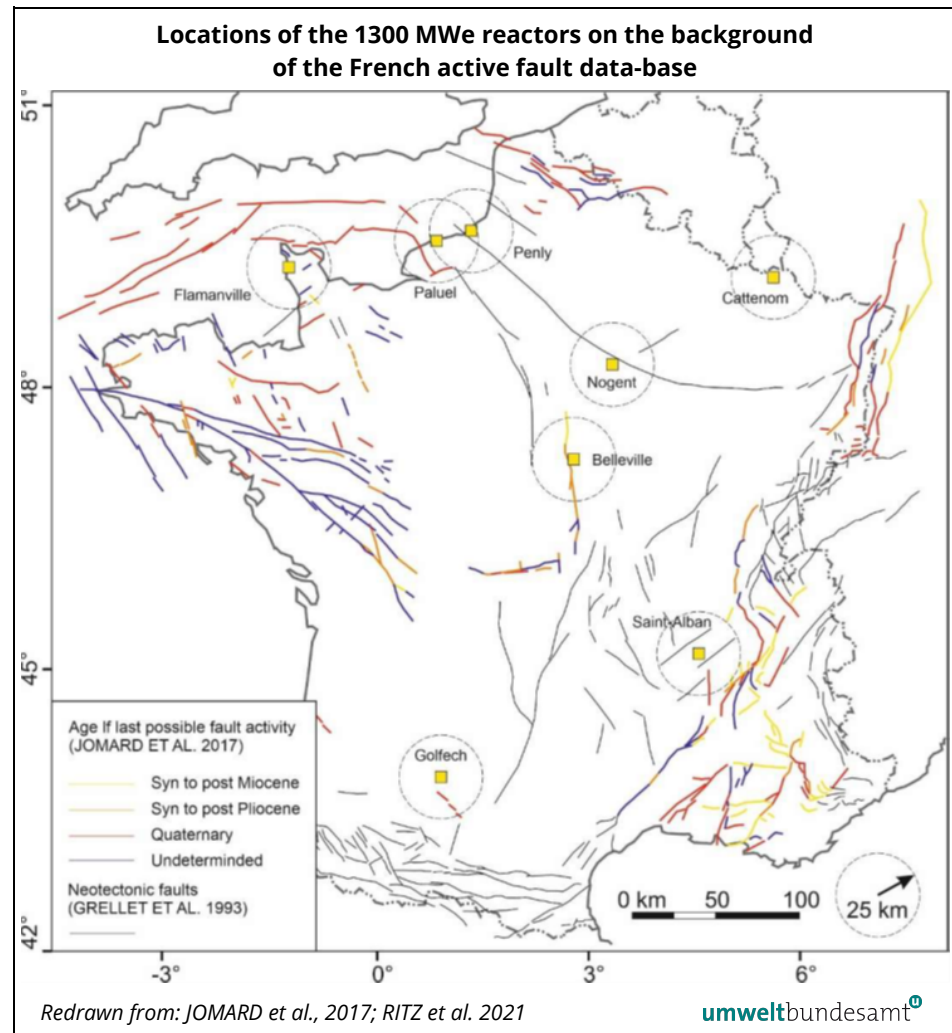 Locations of the 1300 MWe reactors on the background
of the French active fault data-base
51°
48°
45°
42°
Flamanville
Paluel
Penly
Cattenom
Nogent
Belleville
Saint-Alban
Golfech
Age If last possible fault activity
(JOMARD ET AL. 2017)
Syn to post Miocene
Syn to post Pliocene
Quaternary
Undeterminded
Neotectonic faults
(GRELLET ET AL. 1993)
0 km 50 100
25 km
-3° 0° 3° 6°
Redrawn from: JOMARD et al., 2017; RITZ et al. 2021
umweltbundesamt u